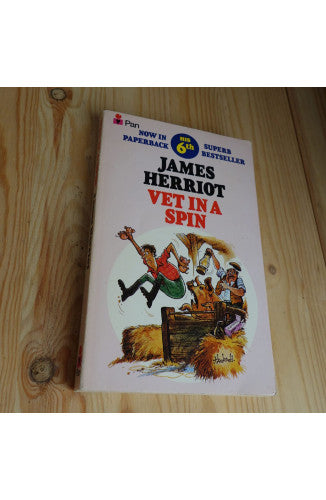 Pan
NOW IN PAPERBACK
HIS 6th
SUPERB BESTSELLER
JAMES
HERRIOT
VET IN A
SPIN